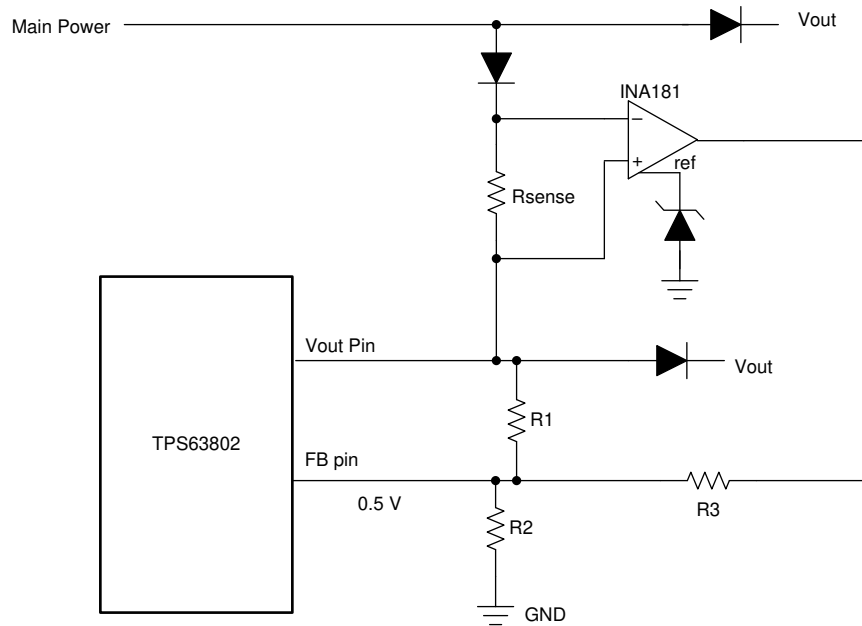 Main Power
Vout
INA181
−
+
ref
Rsense
Vout Pin
Vout
TPS63802
R1
FB pin
0.5 V
R3
R2
GND